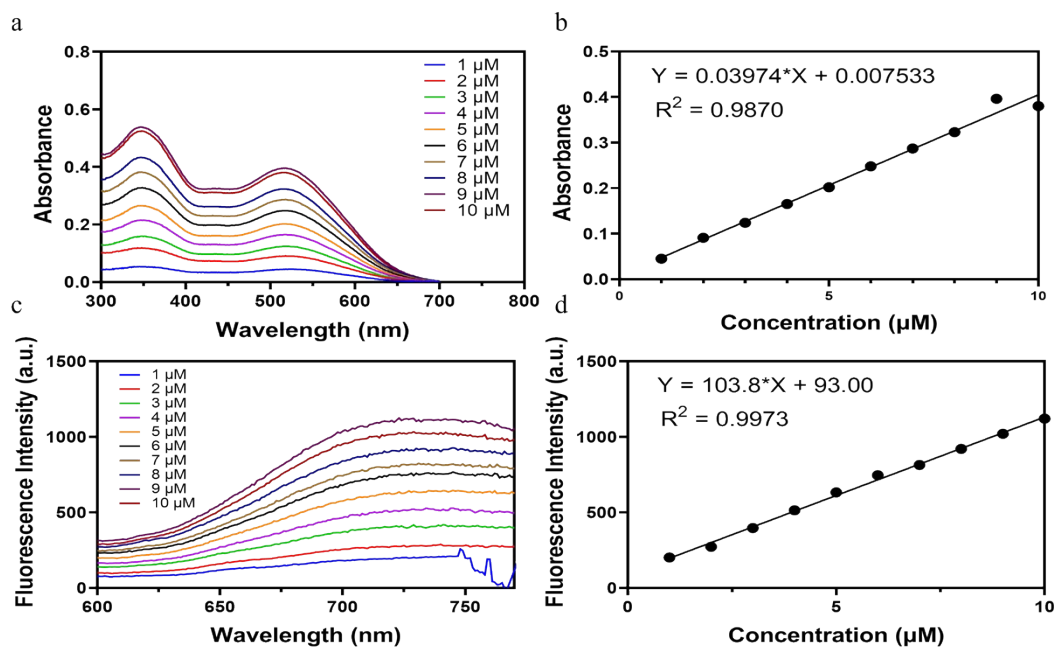 a
Absorbance
0.8
0.6
0.4
0.2
0.0
300 400 500 600 700 800
Wavelength (nm)
1 µM
2 µM
3 µM
4 µM
5 µM
6 µM
7 µM
8 µM
9 µM
10 µM
b
Absorbance
0.5
0.4
0.3
0.2
0.1
0.0
0 5 10
Concentration (µM)
Y = 0.03974*X + 0.007533
R² = 0.9870
c
Fluorescence Intensity (a.u.)
1500
1000
500
0
600 650 700 750
Wavelength (nm)
1 µM
2 µM
3 µM
4 µM
5 µM
6 µM
7 µM
8 µM
9 µM
10 µM
d
Fluorescence Intensity (a.u.)
1500
1000
500
0
0 5 10
Concentration (µM)
Y = 103.8*X + 93.00
R² = 0.9973